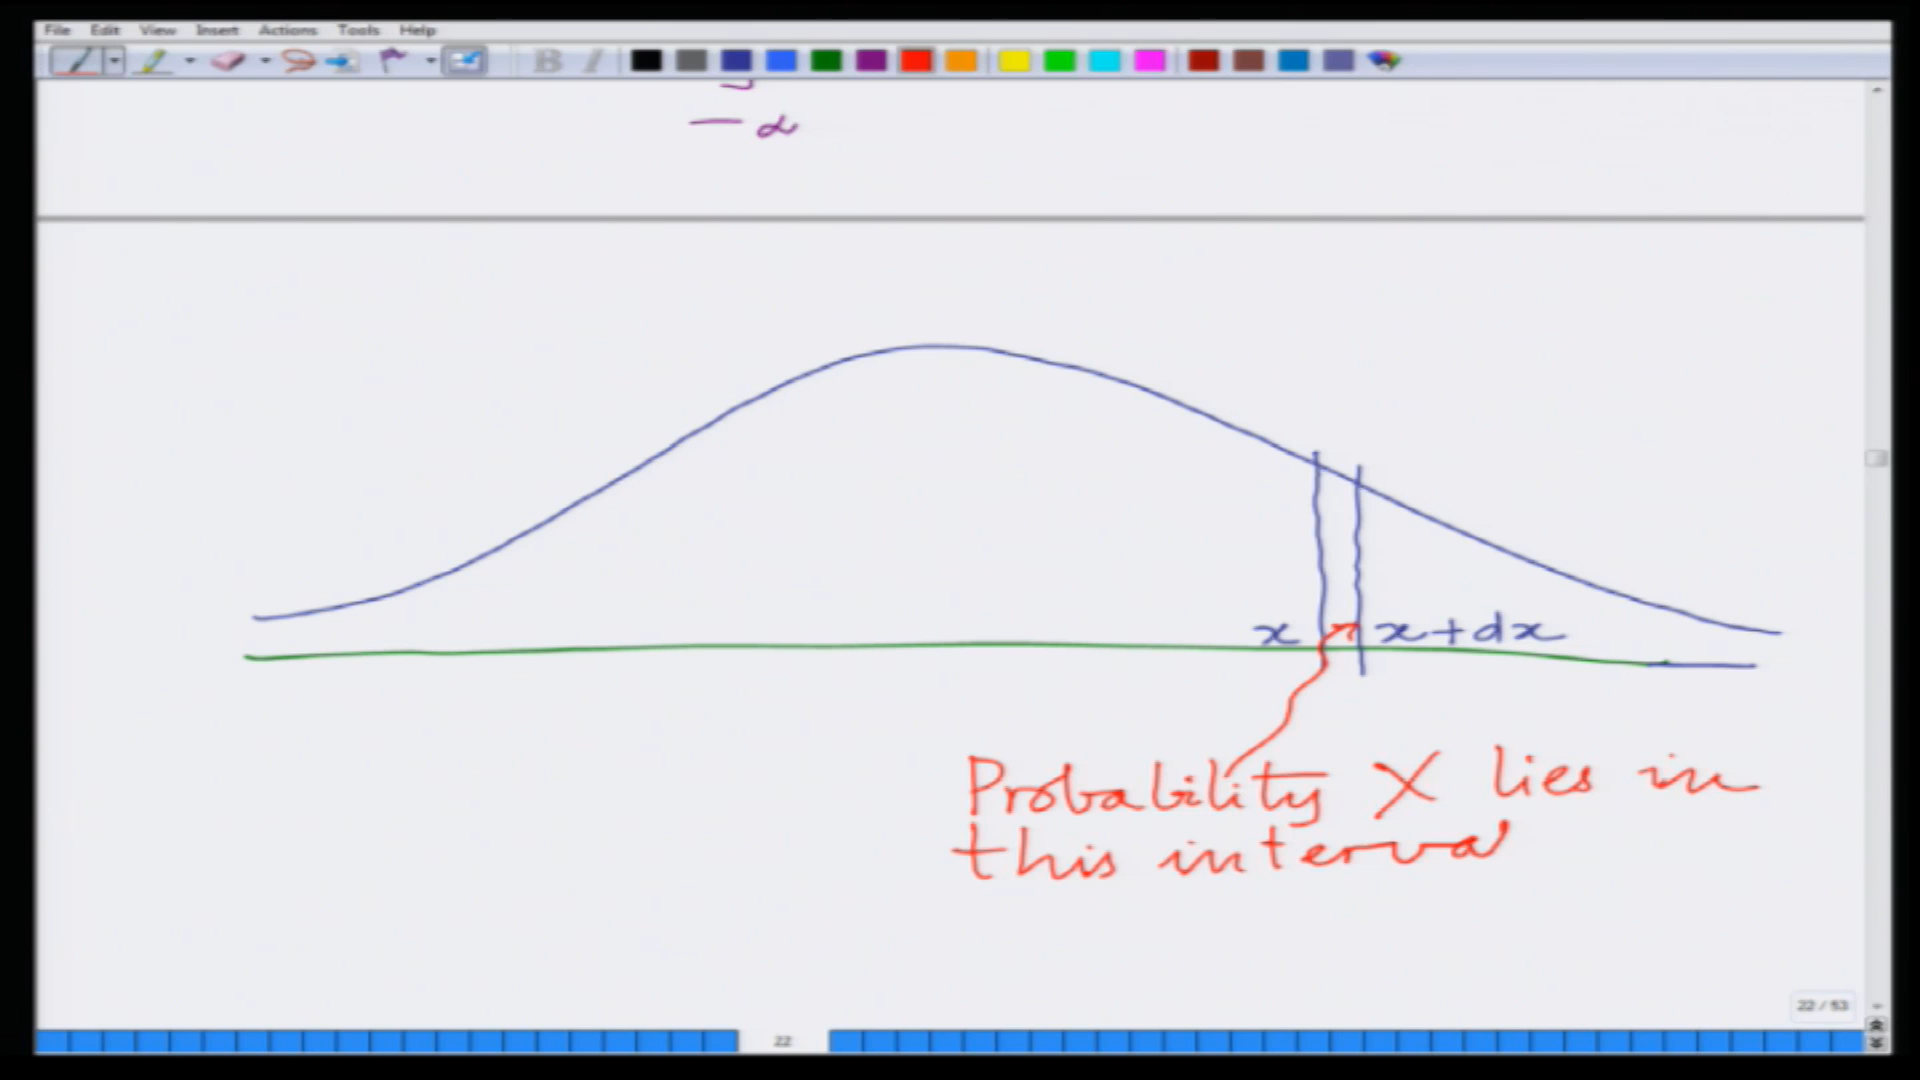 File Edit View Insert Actions Tools Help
B I
x x+dx
Probability X lies in
this interval
22 / 53
22